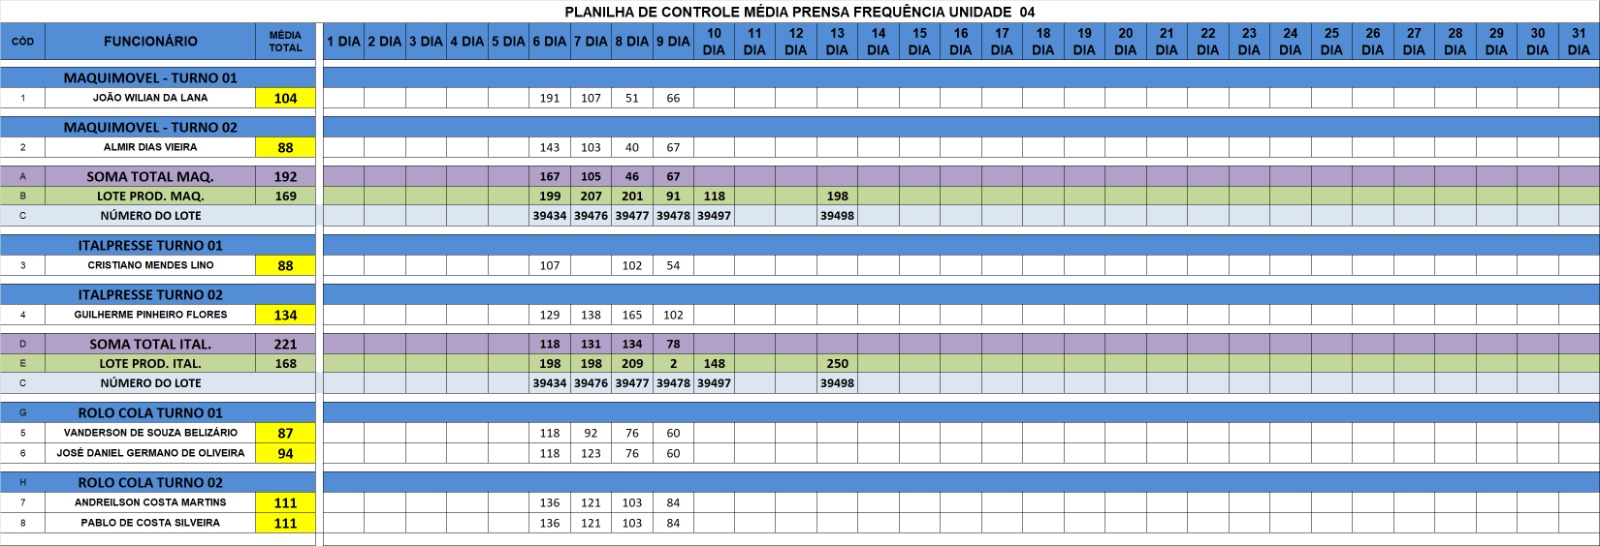 PLANILHA DE CONTROLE MÉDIA PRENSA FREQUÊNCIA UNIDADE 04
CÓD FUNCIONÁRIO MÉDIA TOTAL 1 DIA 2 DIA 3 DIA 4 DIA 5 DIA 6 DIA 7 DIA 8 DIA 9 DIA 10 DIA 11 DIA 12 DIA 13 DIA 14 DIA 15 DIA 16 DIA 17 DIA 18 DIA 19 DIA 20 DIA 21 DIA 22 DIA 23 DIA 24 DIA 25 DIA 26 DIA 27 DIA 28 DIA 29 DIA 30 DIA 31 DIA
MAQUIMOVEL - TURNO 01
1 JOÃO WILIAN DA LANA 104 191 107 51 66
MAQUIMOVEL - TURNO 02
2 ALMIR DIAS VIEIRA 88 143 103 40 67
A SOMA TOTAL MAQ. 192 167 105 46 67
B LOTE PROD. MAQ. 169 199 207 201 91 118 198
C NÚMERO DO LOTE 39434 39476 39477 39478 39497 39498
ITALPRESSE TURNO 01
3 CRISTIANO MENDES LINO 88 107 102 54
ITALPRESSE TURNO 02
4 GUILHERME PINHEIRO FLORES 134 129 138 165 102
D SOMA TOTAL ITAL. 221 118 131 134 78
E LOTE PROD. ITAL. 168 198 198 209 2 148 250
C NÚMERO DO LOTE 39434 39476 39477 39478 39497 39498
G ROLO COLA TURNO 01
5 VANDERSON DE SOUZA BELIZÁRIO 87 118 92 76 60
6 JOSÉ DANIEL GERMANO DE OLIVEIRA 94 118 123 76 60
H ROLO COLA TURNO 02
7 ANDREILSON COSTA MARTINS 111 136 121 103 84
8 PABLO DE COSTA SILVEIRA 111 136 121 103 84